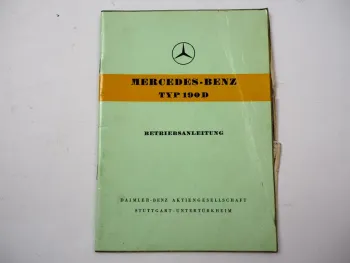 MERCEDES-BENZ
TYP 190 D
BETRIEBSANLEITUNG
DAIMLER-BENZ AKTIENGESELLSCHAFT
STUTTGART-UNTERTÜRKHEIM